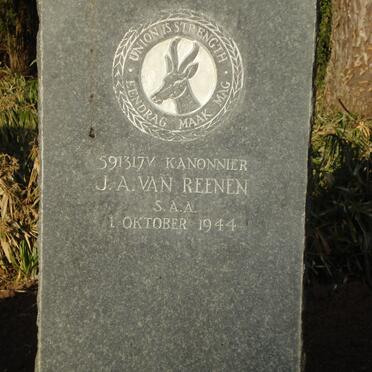 UNION IS STRENGTH
EENDRAG MAAK MAG
591317V KANONNIER
J. A. VAN REENEN
S. A. A.
1 OKTOBER 1944